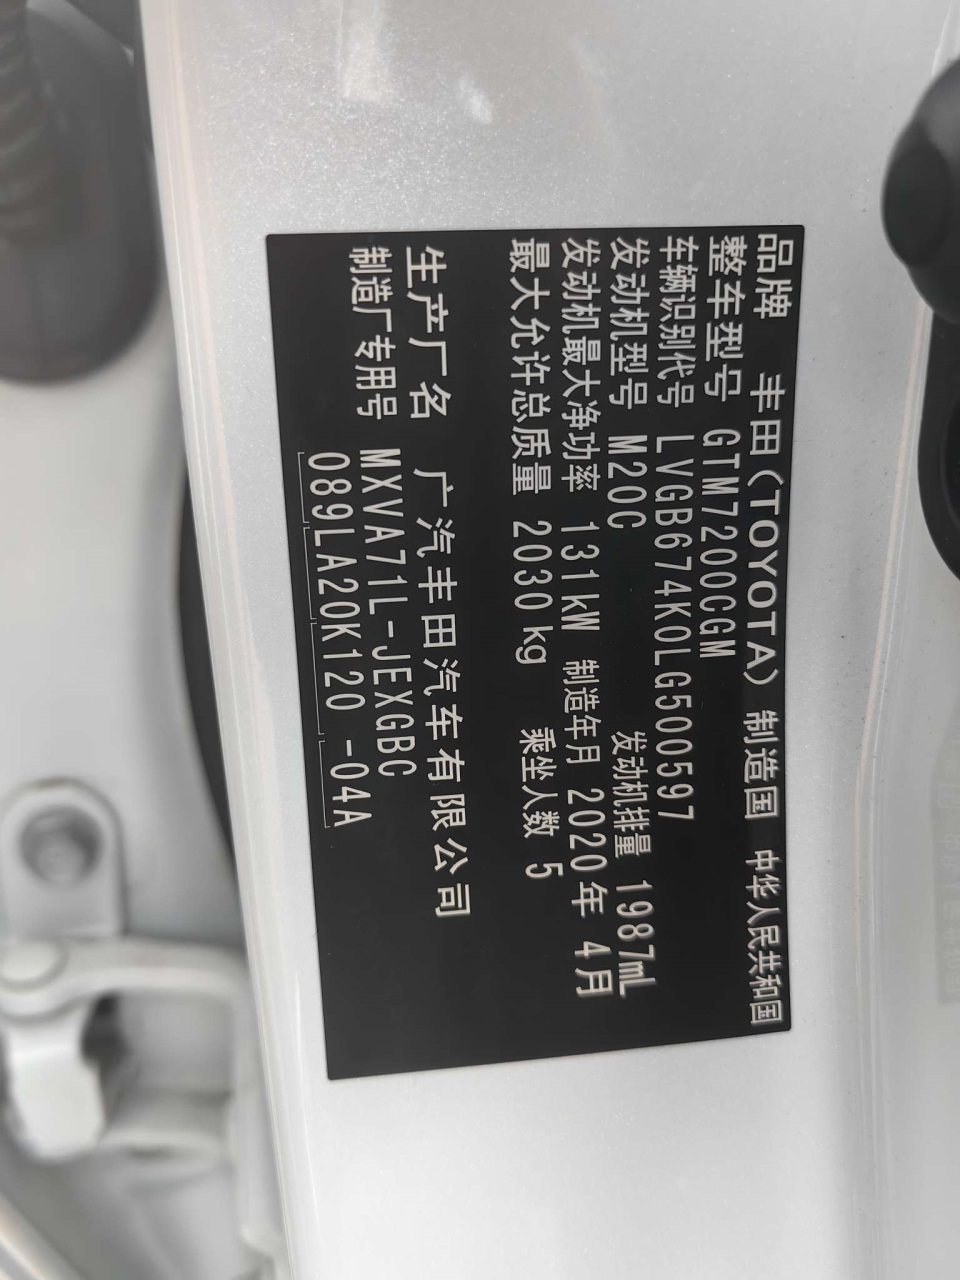 品牌 丰田(TOYOTA) 制造国 中华人民共和国
整车型号 GTM7200CGM
车辆识别代号 LVGB674K0LG500597
发动机型号 M20C 发动机排量 1987mL
发动机最大净功率 131kW 制造年月 2020年 4月
最大允许总质量 2030kg 乘坐人数 5
生产厂名 广汽丰田汽车有限公司
制造厂专用号 MXVA71L-JEXGBC
089LA20K120-04A